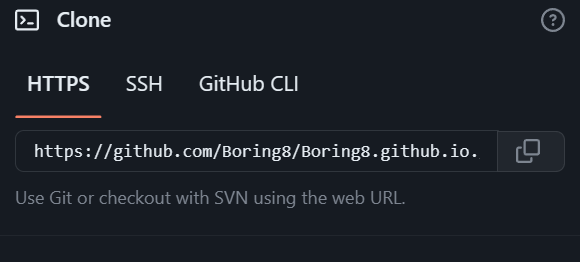 Clone
HTTPS SSH GitHub CLI
https://github.com/Boring8/Boring8.github.io.
Use Git or checkout with SVN using the web URL.